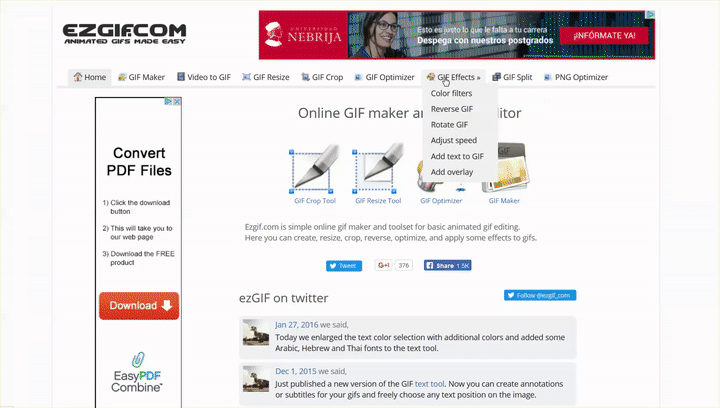 EZGIF.COM
ANIMATED GIFS MADE EASY
UNIVERSIDAD
NEBRIJA
Esto es justo lo que le falta a tu carrera
Despega con nuestros postgrados
¡INFÓRMATE YA!
Home
GIF Maker
Video to GIF
GIF Resize
GIF Crop
GIF Optimizer
GIF Effects »
GIF Split
PNG Optimizer
Color filters
Reverse GIF
Rotate GIF
Adjust speed
Add text to GIF
Add overlay
Convert
PDF Files
1) Click the download
button
2) This will take you to
our web page
3) Download the FREE
product
Download
EasyPDF
Combine™
Online GIF maker an
itor
GIF Crop Tool
GIF Resize Tool
GIF Optimizer
GIF
GIF Maker
Ezgif.com is simple online gif maker and toolset for basic animated gif editing.
Here you can create, resize, crop, reverse, optimize, and apply some effects to gifs.
Tweet
G+1
376
Share 1.5K
ezGIF on twitter
Follow @ezgif_com
Jan 27, 2016 we said,
Today we enlarged the text color selection with additional colors and added some
Arabic, Hebrew and Thai fonts to the text tool.
Dec 1, 2015 we said,
Just published a new version of the GIF text tool. Now you can create annotations
or subtitles for your gifs and freely choose any text position on the image.